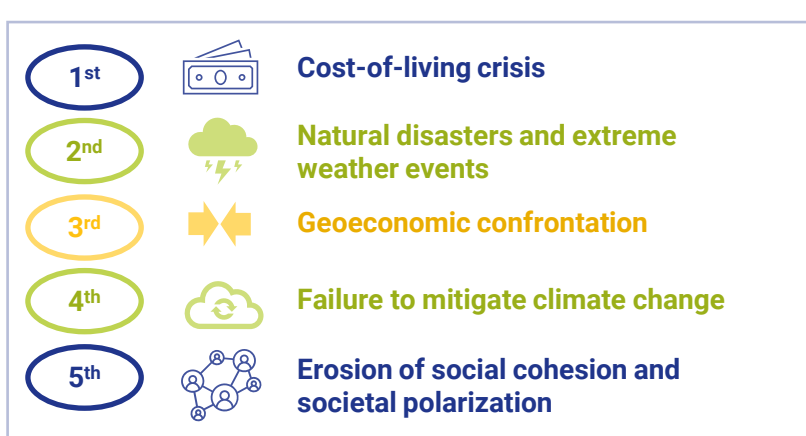 1st Cost-of-living crisis
2nd Natural disasters and extreme
weather events
3rd Geoeconomic confrontation
4th Failure to mitigate climate change
5th Erosion of social cohesion and
societal polarization